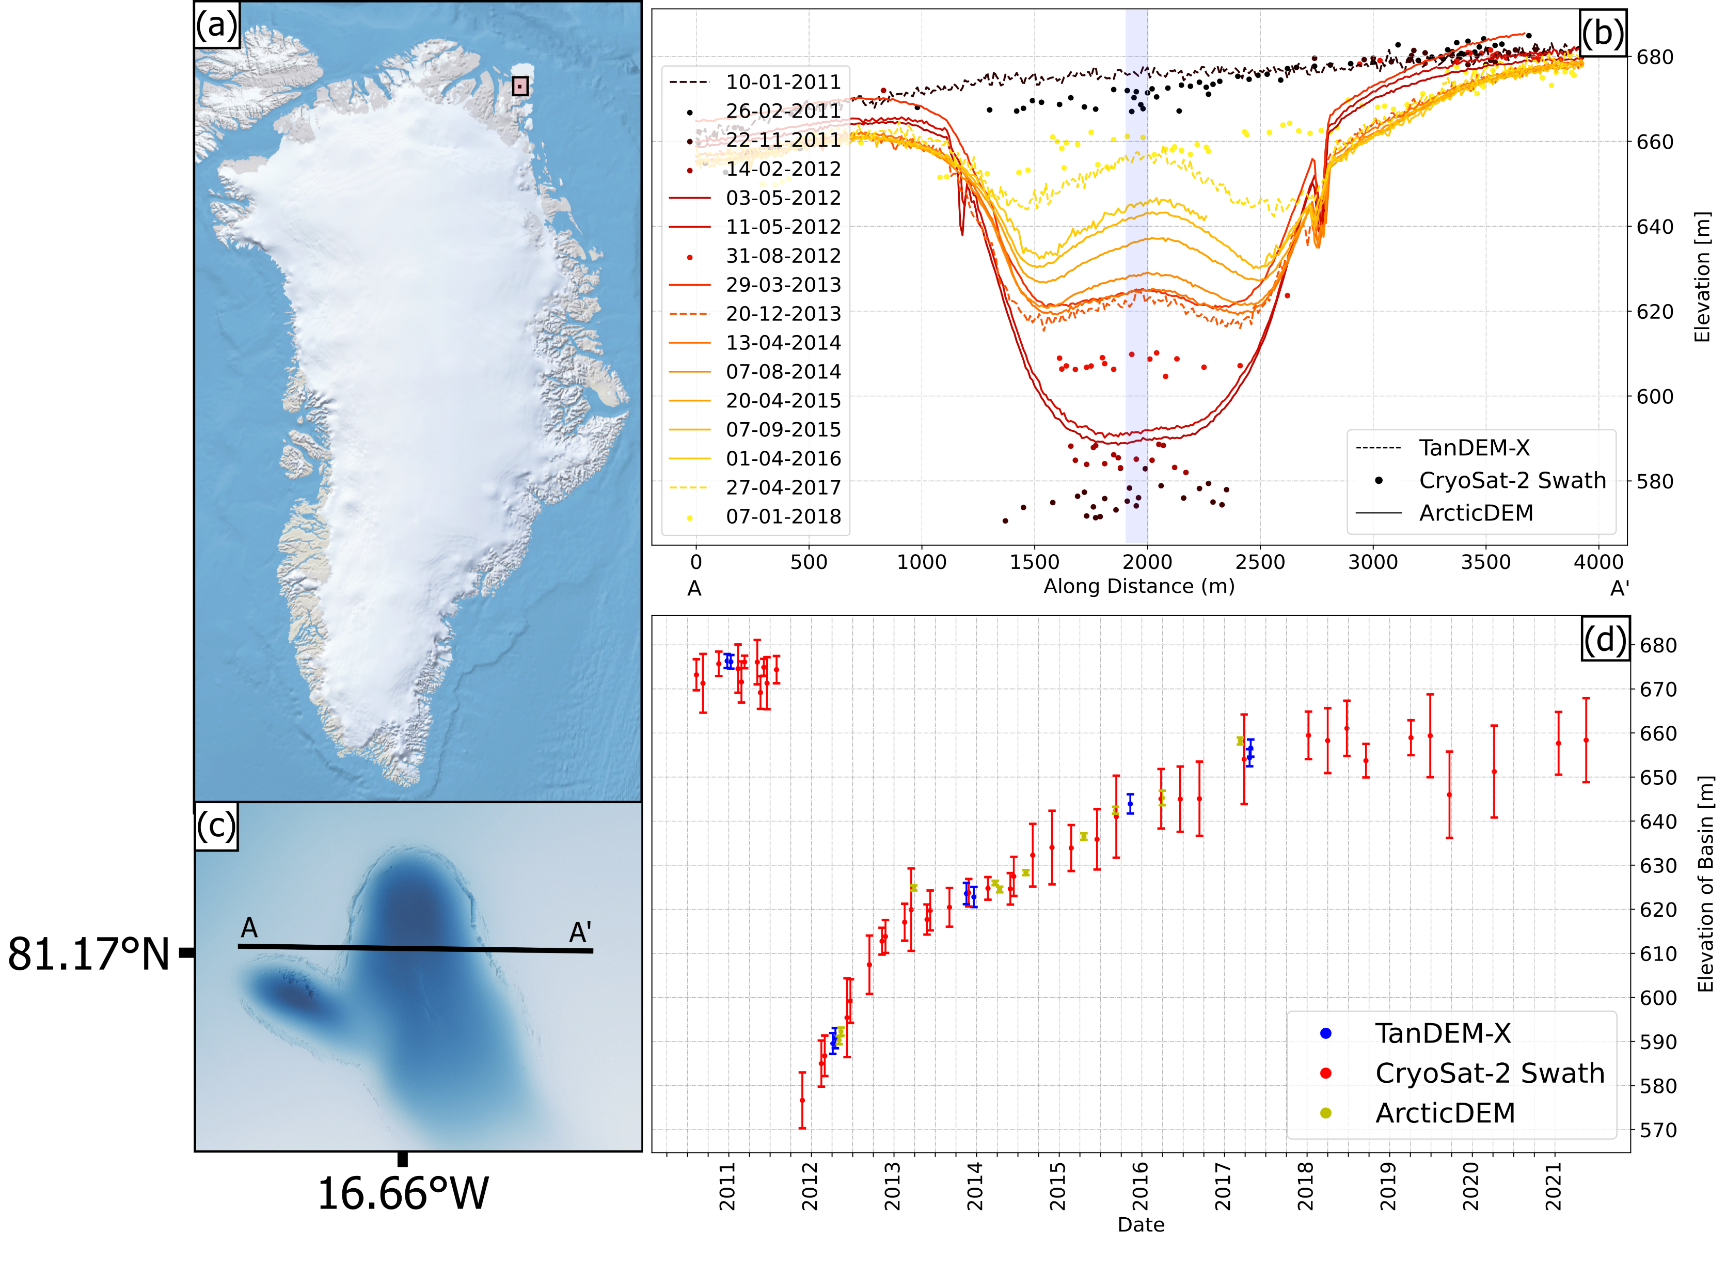 (a)
(b)
10-01-2011
26-02-2011
22-11-2011
14-02-2012
03-05-2012
11-05-2012
31-08-2012
29-03-2013
20-12-2013
13-04-2014
07-08-2014
20-04-2015
07-09-2015
01-04-2016
27-04-2017
07-01-2018
TanDEM-X
CryoSat-2 Swath
ArcticDEM
680
660
640
620
600
580
Elevation [m]
0 500 1000 1500 2000 2500 3000 3500 4000
A Along Distance (m) A'
(c)
A A'
81.17°N
16.66°W
(d)
680
670
660
650
640
630
620
610
600
590
580
570
Elevation of Basin [m]
TanDEM-X
CryoSat-2 Swath
ArcticDEM
2011 2012 2013 2014 2015 2016 2017 2018 2019 2020 2021
Date